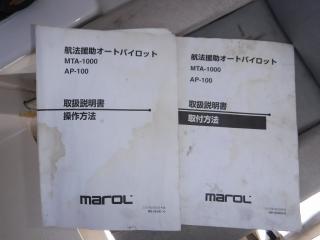 航法援助オートパイロット
MTA-1000
AP-100
取扱説明書
操作方法
marol
航法援助オートパイロット
MTA-1000
AP-100
取扱説明書
取付方法
marol